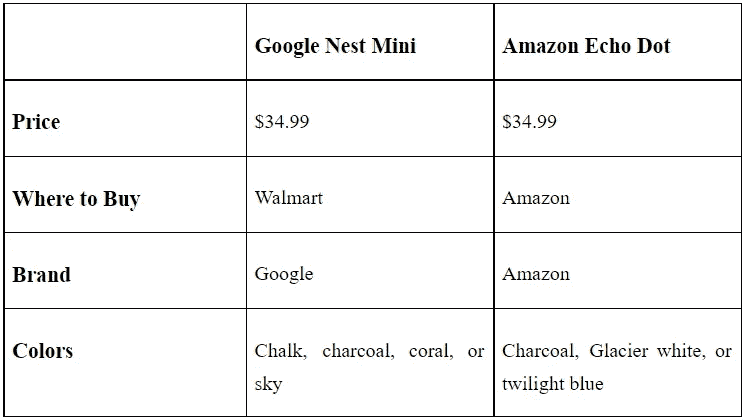 Google Nest Mini Amazon Echo Dot
Price $34.99 $34.99
Where to Buy Walmart Amazon
Brand Google Amazon
Colors Chalk, charcoal, coral, or Charcoal, Glacier white, or
sky twilight blue